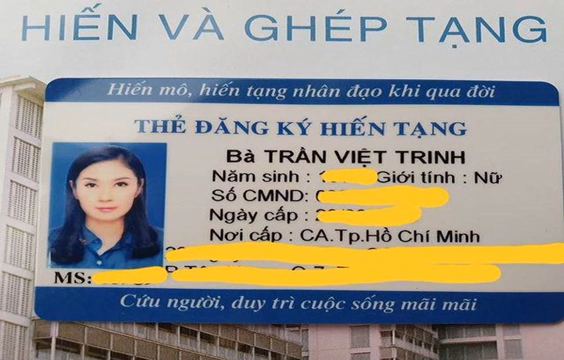 HIẾN VÀ GHÉP TẠNG
Hiến mô, hiến tạng nhân đạo khi qua đời
THẺ ĐĂNG KÝ HIẾN TẠNG
Bà TRẦN VIỆT TRINH
Năm sinh : Giới tính : Nữ
Số CMND:
Ngày cấp :
Nơi cấp : CA.Tp.Hồ Chí Minh
MS:
Cứu người, duy trì cuộc sống mãi mãi